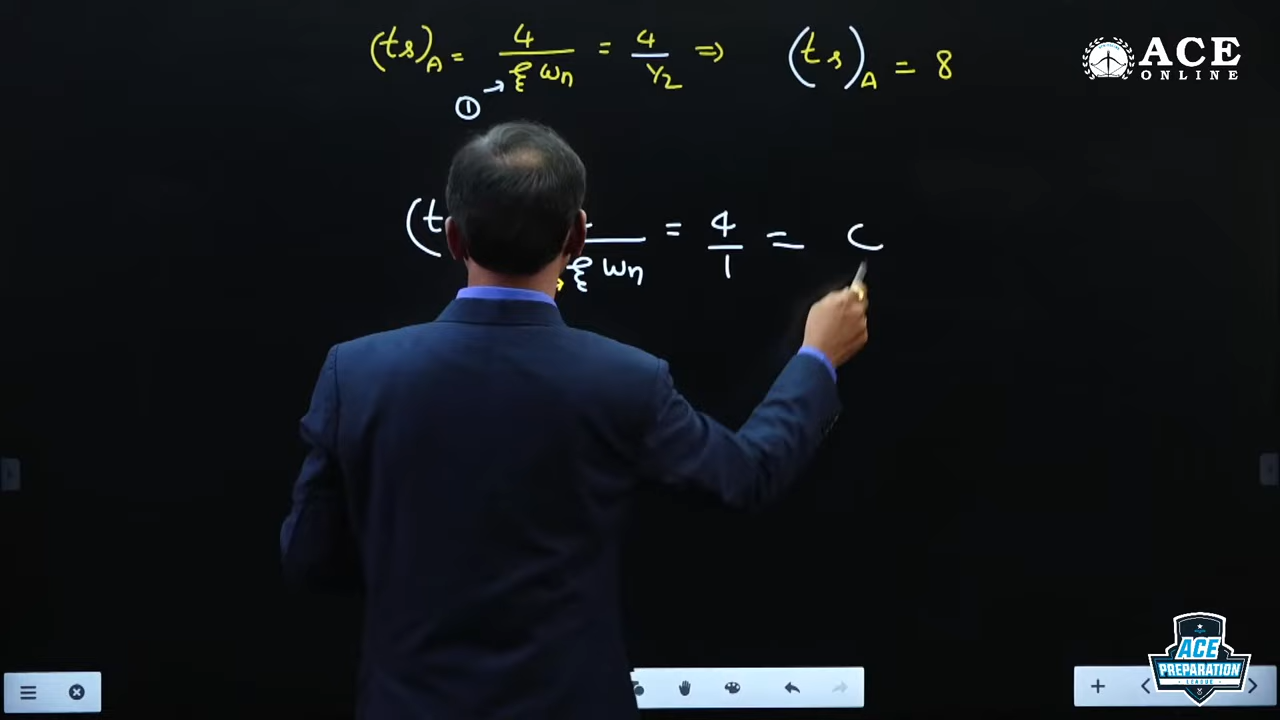 (ts)A = 4/ξωn = 4/1/2 ⇒ (ts)A = 8
① →
(t ξωn = 4/1 =
ACE
ONLINE
ACE
PREPARATION
LEAGUE